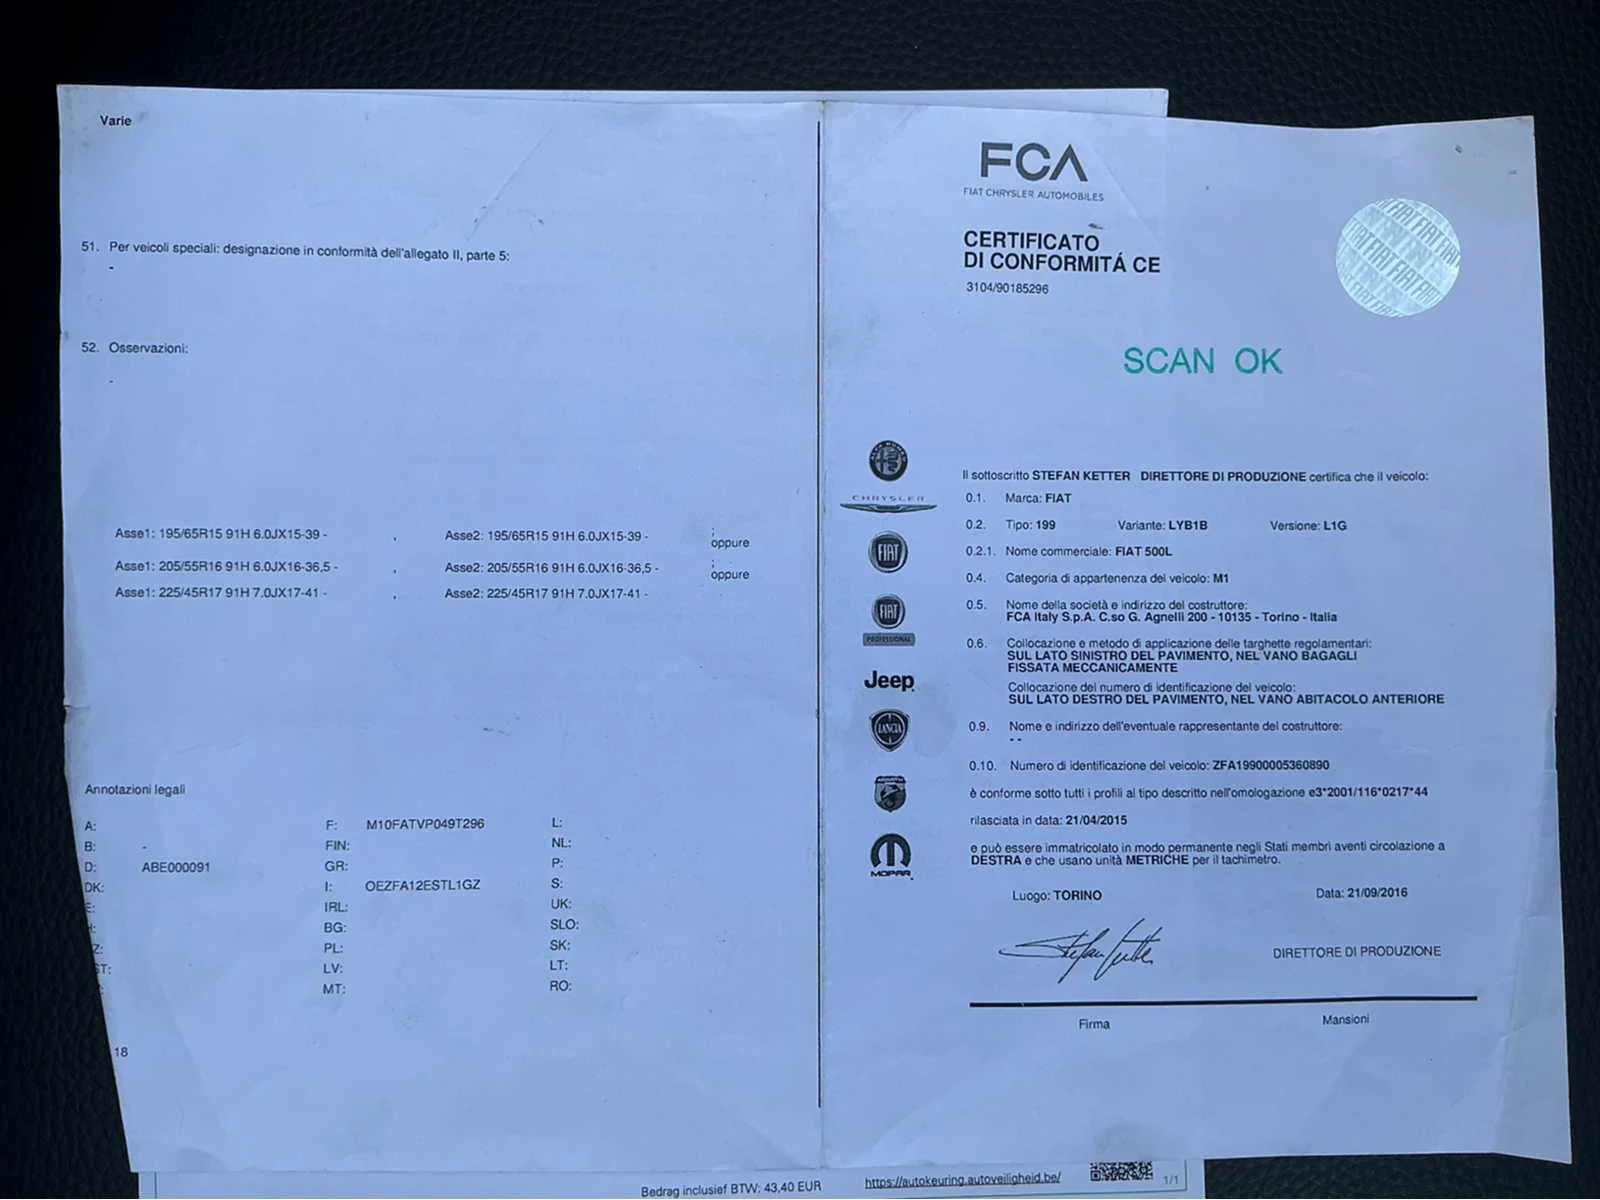 Varie
51. Per veicoli speciali: designazione in conformità dell'allegato II, parte 5:
-
52. Osservazioni:
-
Asse1: 195/65R15 91H 6.0JX15-39 - , Asse2: 195/65R15 91H 6.0JX15-39 - ; oppure
Asse1: 205/55R16 91H 6.0JX16-36,5 - , Asse2: 205/55R16 91H 6.0JX16-36,5 - ; oppure
Asse1: 225/45R17 91H 7.0JX17-41 - , Asse2: 225/45R17 91H 7.0JX17-41 -
Annotazioni legali
A: F: M10FATVP049T296 L:
B: - FIN: NL:
D: ABE000091 GR: P:
DK: I: OEZFA12ESTL1GZ S:
E: IRL: UK:
BG: SLO:
Z: PL: SK:
ST: LV: LT:
MT: RO:
18
FCA
FIAT CHRYSLER AUTOMOBILES
CERTIFICATO
DI CONFORMITÁ CE
3104/90185296
FIAT FIAT FIAT
SCAN OK
CHRYSLER
FIAT
FIAT
PROFESSIONAL
Jeep
LANCIA
MOPAR
Il sottoscritto STEFAN KETTER DIRETTORE DI PRODUZIONE certifica che il veicolo:
0.1. Marca: FIAT
0.2. Tipo: 199 Variante: LYB1B Versione: L1G
0.2.1. Nome commerciale: FIAT 500L
0.4. Categoria di appartenenza del veicolo: M1
0.5. Nome della società e indirizzo del costruttore:
FCA Italy S.p.A. C.so G. Agnelli 200 - 10135 - Torino - Italia
0.6. Collocazione e metodo di applicazione delle targhette regolamentari:
SUL LATO SINISTRO DEL PAVIMENTO, NEL VANO BAGAGLI
FISSATA MECCANICAMENTE
Collocazione del numero di identificazione del veicolo:
SUL LATO DESTRO DEL PAVIMENTO, NEL VANO ABITACOLO ANTERIORE
0.9. Nome e indirizzo dell'eventuale rappresentante del costruttore:
- -
0.10. Numero di identificazione del veicolo: ZFA19900005360890
è conforme sotto tutti i profili al tipo descritto nell'omologazione e3*2001/116*0217*44
rilasciata in data: 21/04/2015
e può essere immatricolato in modo permanente negli Stati membri aventi circolazione a
DESTRA e che usano unità METRICHE per il tachimetro.
Luogo: TORINO Data: 21/09/2016
Stefan Ketter
DIRETTORE DI PRODUZIONE
Firma Mansioni
Bedrag inclusief BTW: 43,40 EUR https://autokeuring.autoveiligheid.be/ 1/1